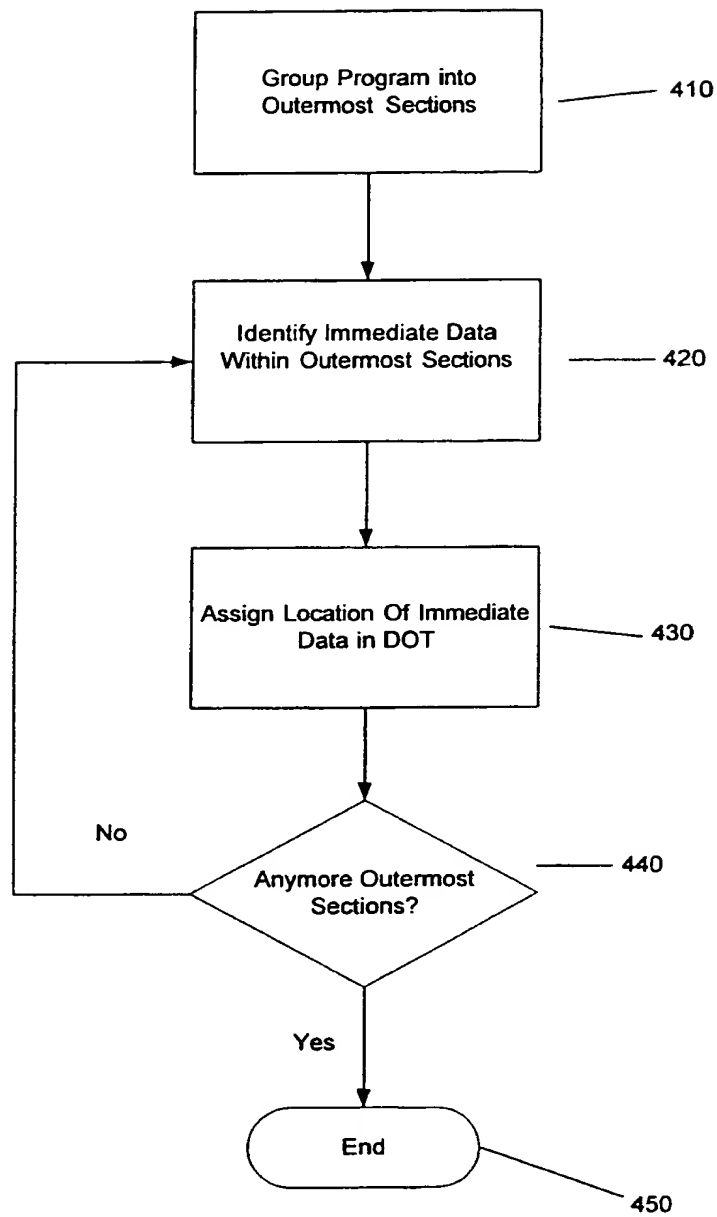 Group Program into
Outermost Sections
410
Identify Immediate Data
Within Outermost Sections
420
Assign Location Of Immediate
Data in DOT
430
No
Anymore Outermost
Sections?
440
Yes
End
450